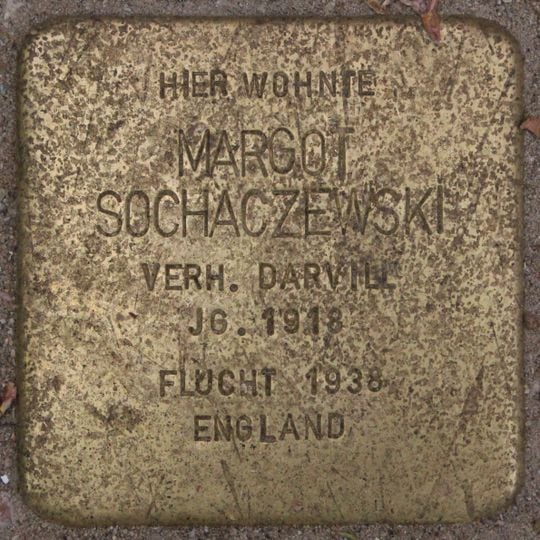 HIER WOHNTE
MARGOT
SOCHACZEWSKI
VERH. DARVILL
JG. 1918
FLUCHT 1938
ENGLAND